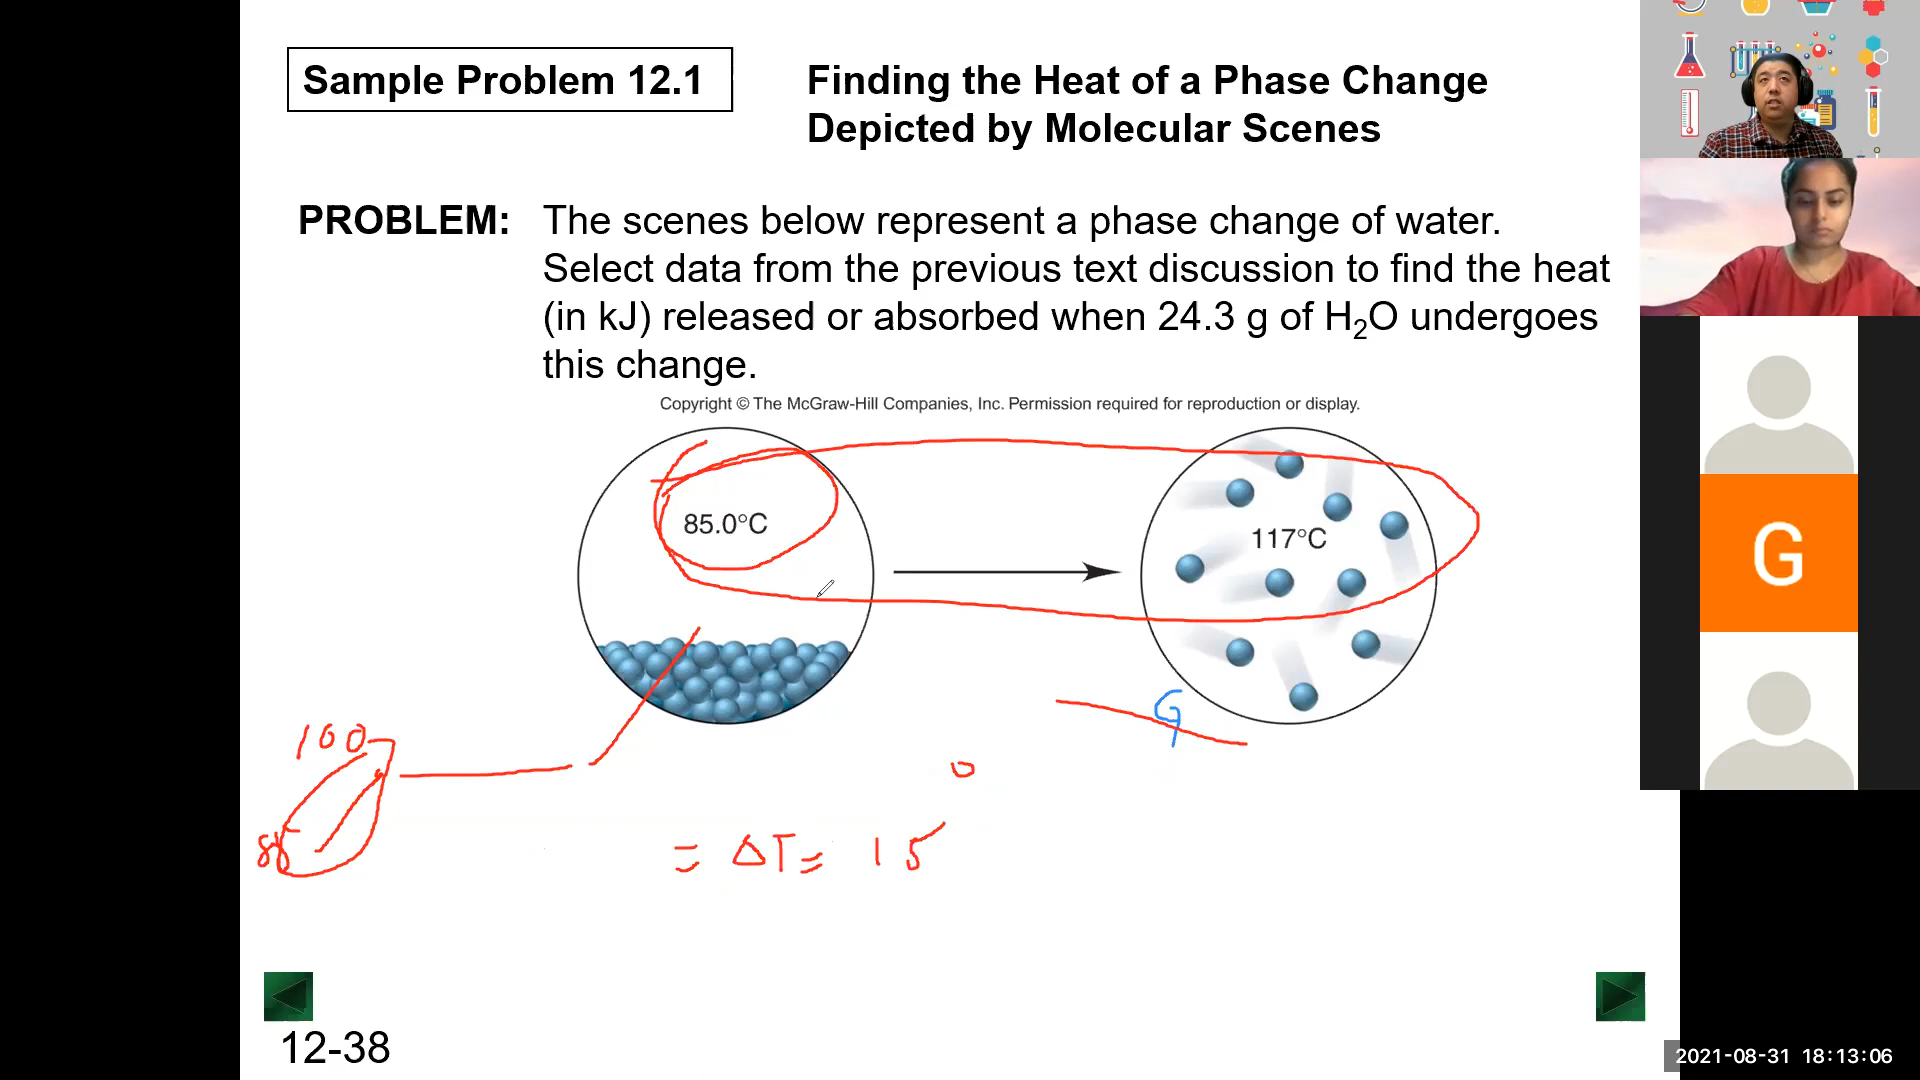 Sample Problem 12.1
Finding the Heat of a Phase Change
Depicted by Molecular Scenes
PROBLEM: The scenes below represent a phase change of water.
Select data from the previous text discussion to find the heat
(in kJ) released or absorbed when 24.3 g of H₂O undergoes
this change.
Copyright © The McGraw-Hill Companies, Inc. Permission required for reproduction or display.
85.0°C
117°C
G
100
85
= ΔT = 15
12-38
G
2021-08-31 18:13:06